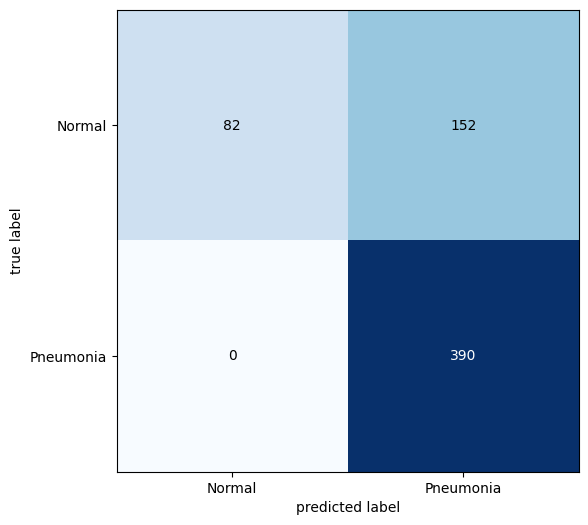 Normal
82
152
true label
Pneumonia
0
390
Normal
Pneumonia
predicted label